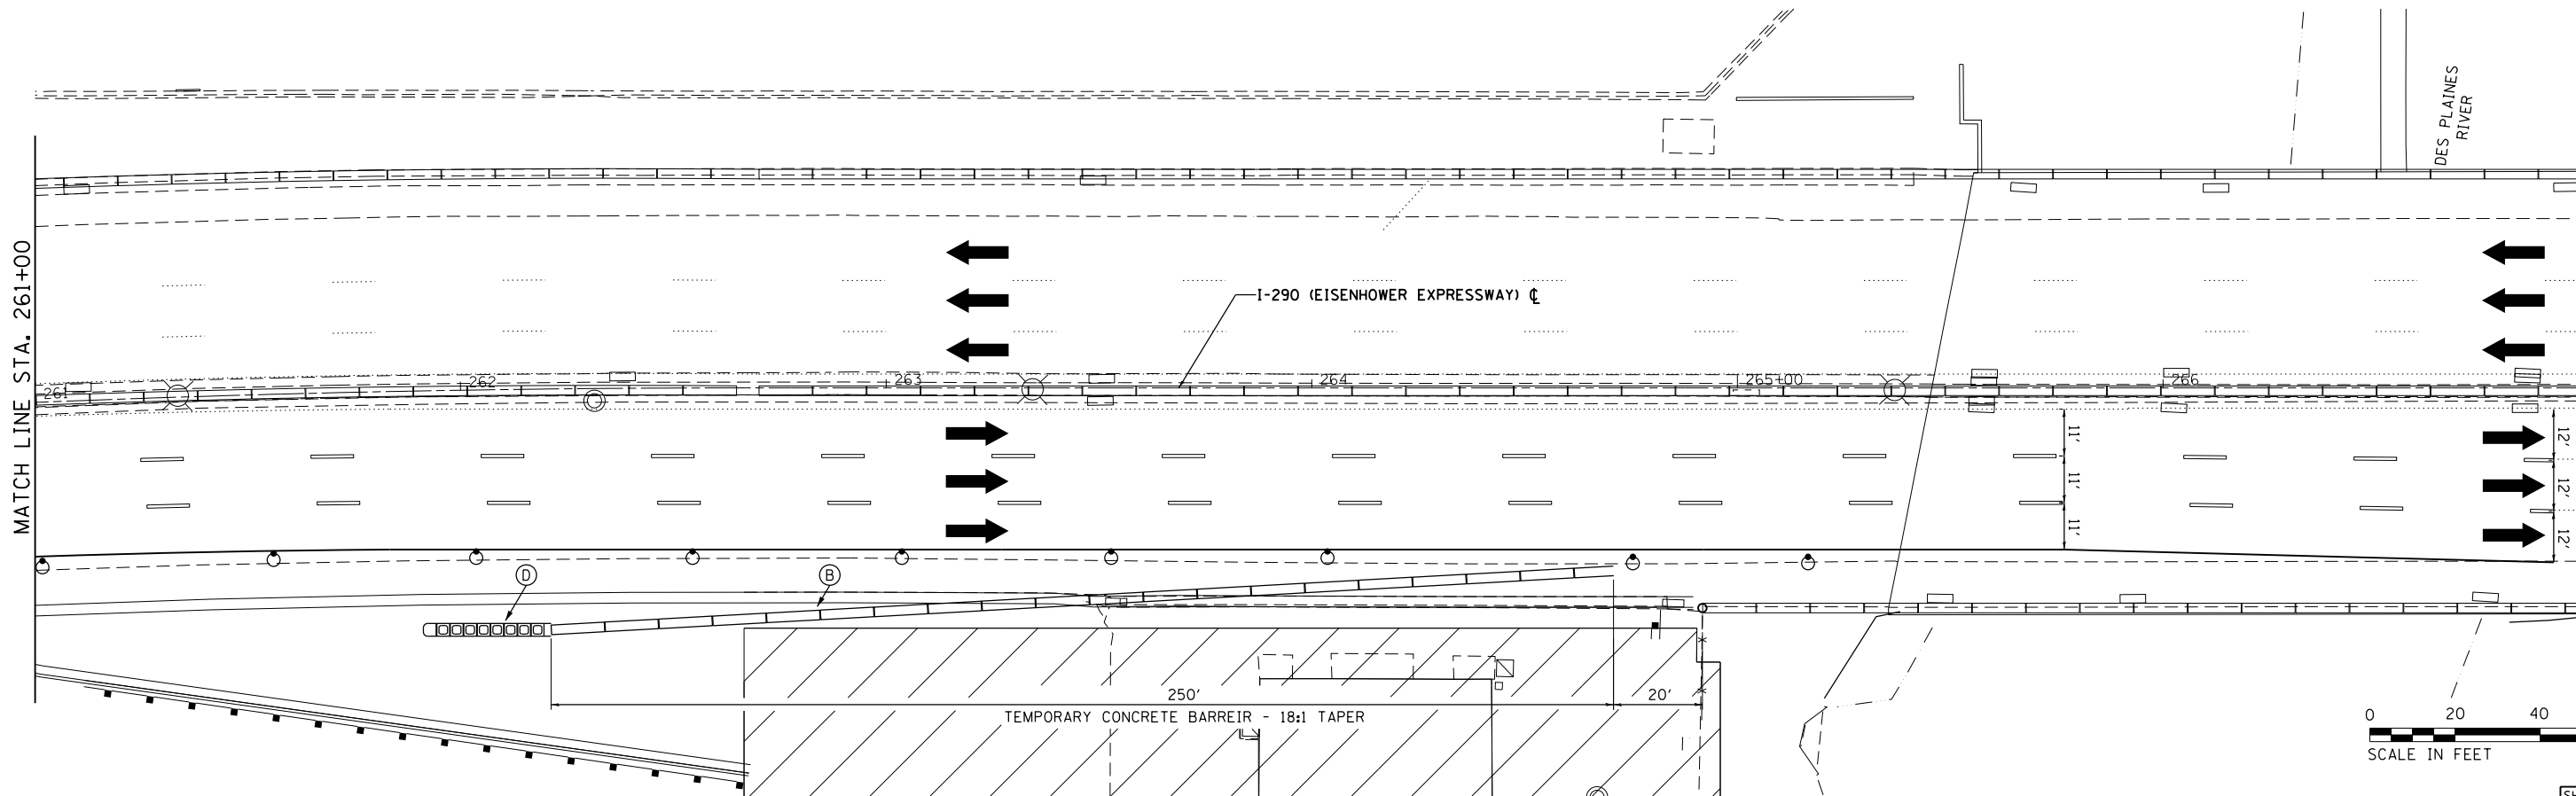 DES PLAINES
RIVER
MATCH LINE STA. 261+00
I-290 (EISENHOWER EXPRESSWAY) ℄
261
262
263
264
265+00
266
11'
11'
11'
12'
12'
12'
D
B
250'
20'
TEMPORARY CONCRETE BARREIR - 18:1 TAPER
0 20 40
SCALE IN FEET